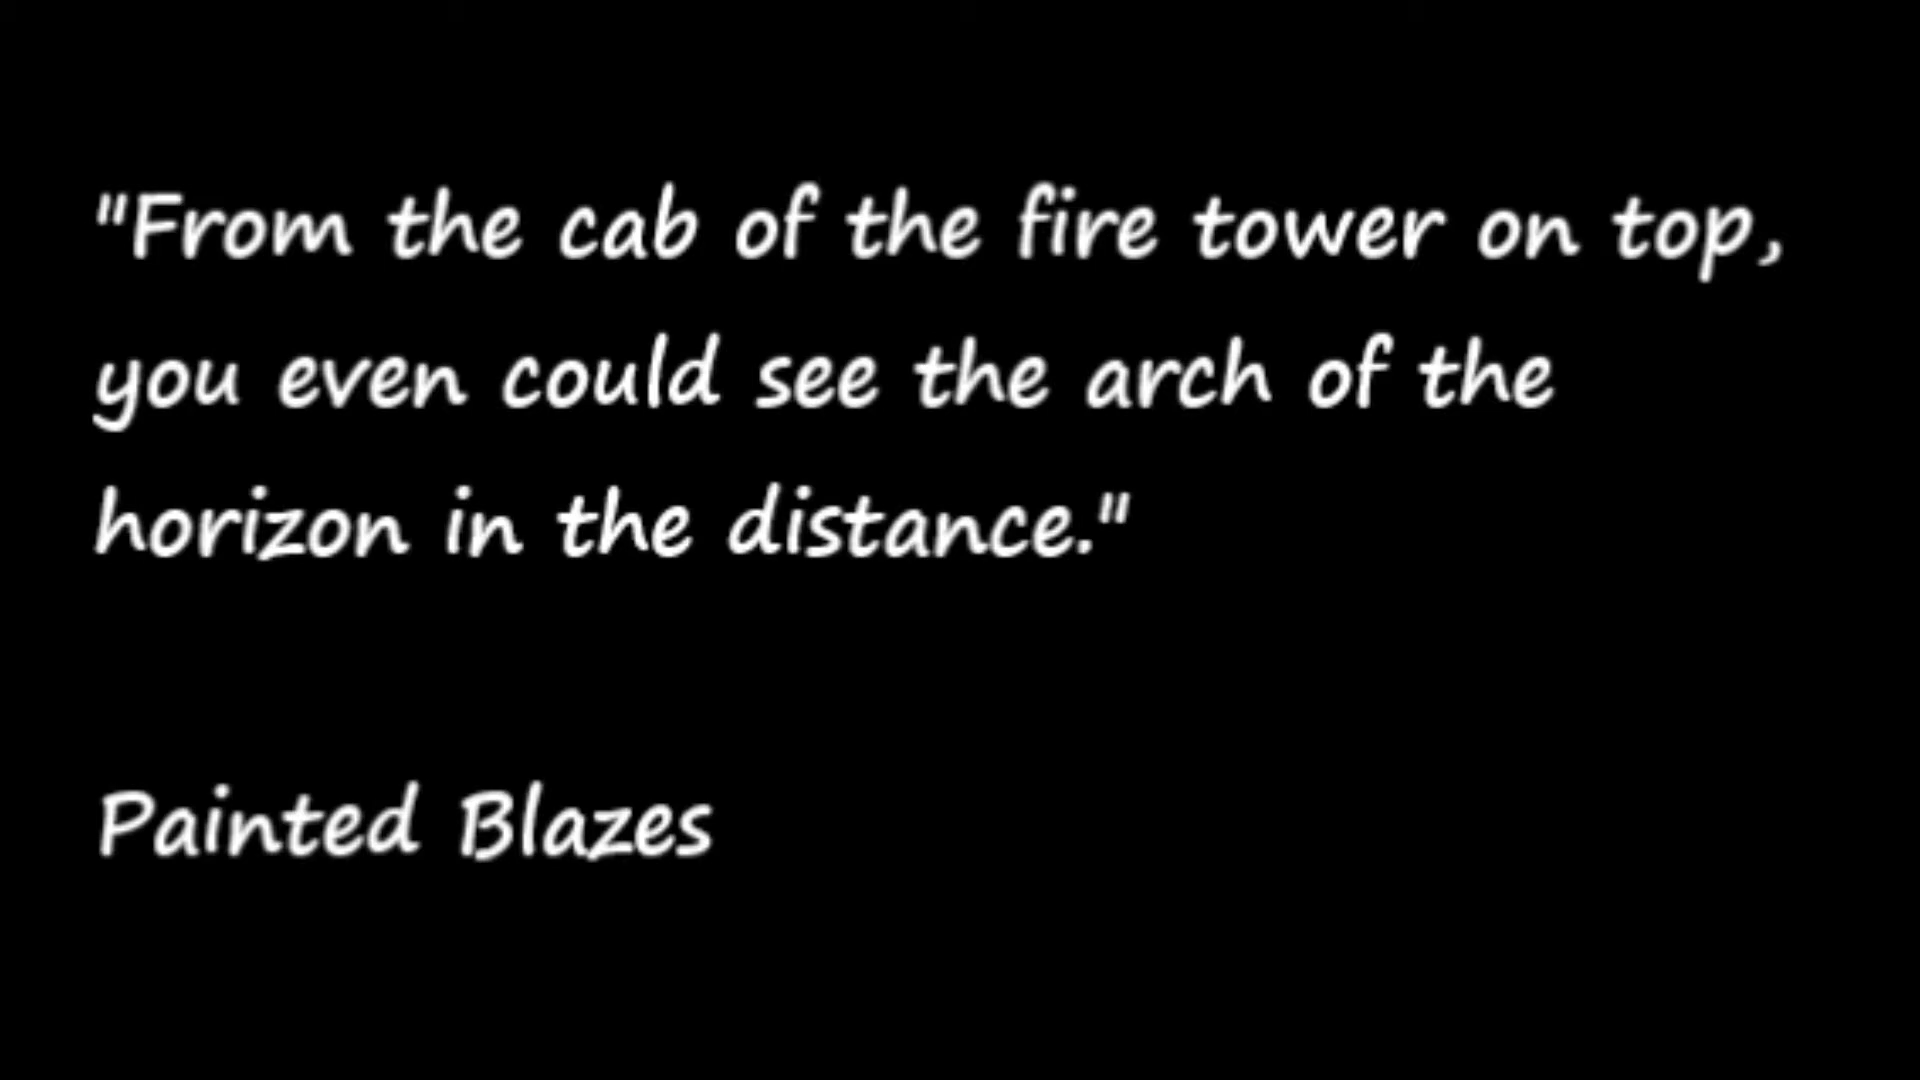 "From the cab of the fire tower on top,
you even could see the arch of the
horizon in the distance."
Painted Blazes